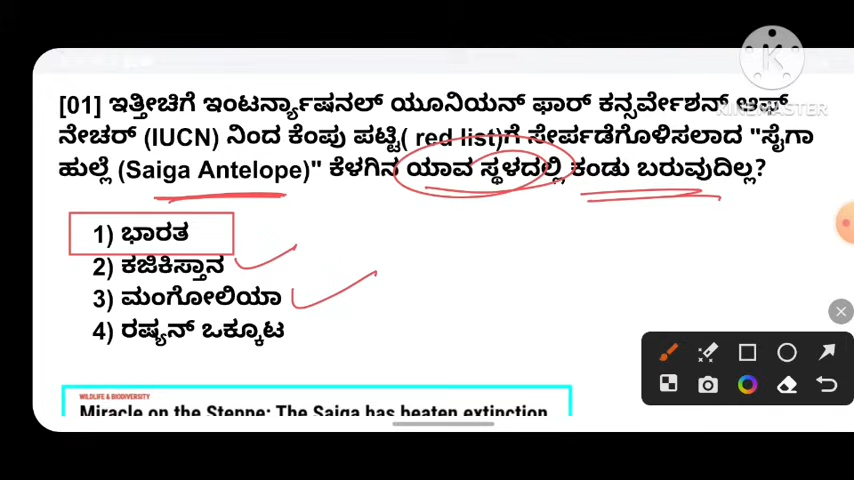 KINEMASTER
[01] ಇತ್ತೀಚಿಗೆ ಇಂಟರ್ನ್ಯಾಷನಲ್ ಯೂನಿಯನ್ ಫಾರ್ ಕನ್ಸರ್ವೇಶನ್ ಆಫ್
ನೇಚರ್ (IUCN) ನಿಂದ ಕೆಂಪು ಪಟ್ಟಿ( red list)ಗೆ ಸೇರ್ಪಡೆಗೊಳಿಸಲಾದ "ಸೈಗಾ
ಹುಲ್ಲೆ (Saiga Antelope)" ಕೆಳಗಿನ ಯಾವ ಸ್ಥಳದಲ್ಲಿ ಕಂಡು ಬರುವುದಿಲ್ಲ?
1) ಭಾರತ
2) ಕಜಿಕಿಸ್ತಾನ
3) ಮಂಗೋಲಿಯಾ
4) ರಷ್ಯನ್ ಒಕ್ಕೂಟ
WILDLIFE & BIODIVERSITY
Miracle on the Steppe: The Saiga has beaten extinction